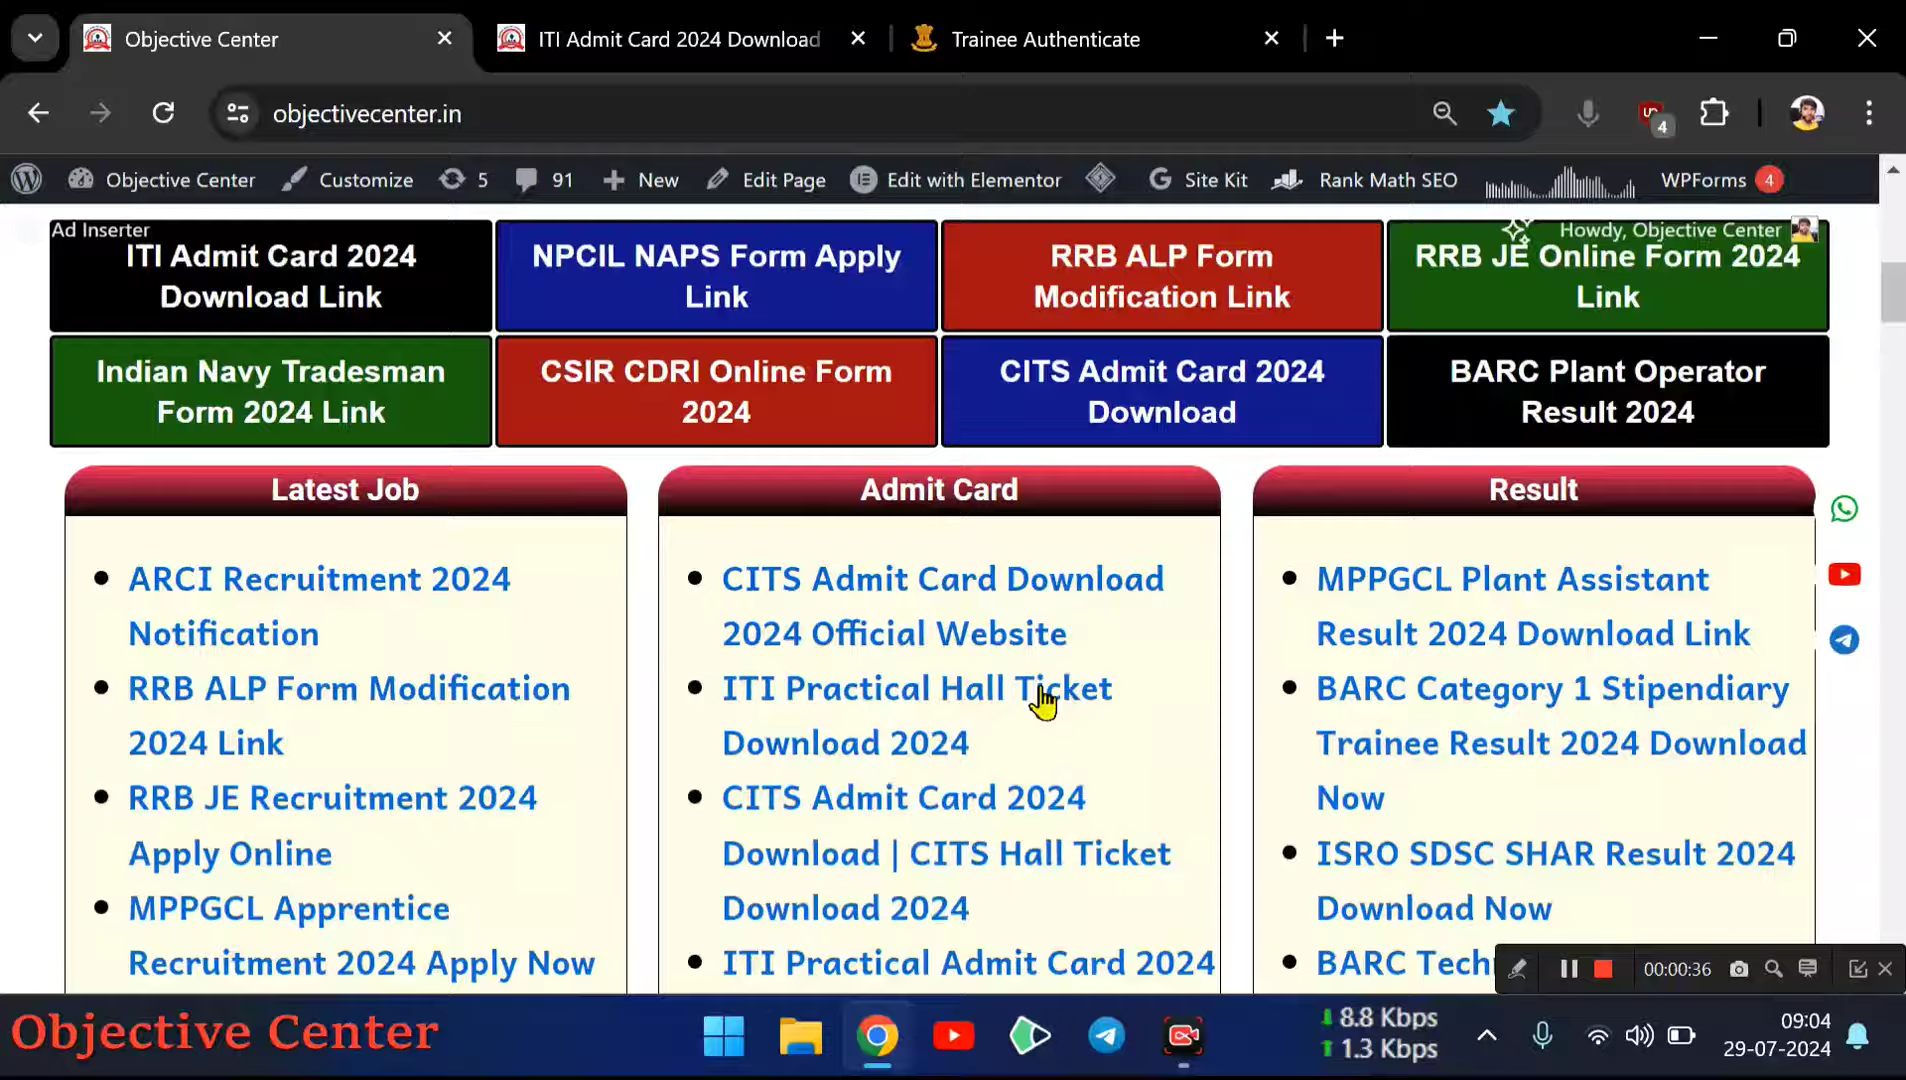 Objective Center
ITI Admit Card 2024 Download
Trainee Authenticate
objectivecenter.in
4
Objective Center
Customize
5
91
New
Edit Page
Edit with Elementor
Site Kit
Rank Math SEO
WPForms 4
Ad Inserter
Howdy, Objective Center
ITI Admit Card 2024
Download Link
NPCIL NAPS Form Apply
Link
RRB ALP Form
Modification Link
RRB JE Online Form 2024
Link
Indian Navy Tradesman
Form 2024 Link
CSIR CDRI Online Form
2024
CITS Admit Card 2024
Download
BARC Plant Operator
Result 2024
Latest Job
ARCI Recruitment 2024
Notification
RRB ALP Form Modification
2024 Link
RRB JE Recruitment 2024
Apply Online
MPPGCL Apprentice
Recruitment 2024 Apply Now
Admit Card
CITS Admit Card Download
2024 Official Website
ITI Practical Hall Ticket
Download 2024
CITS Admit Card 2024
Download | CITS Hall Ticket
Download 2024
ITI Practical Admit Card 2024
Result
MPPGCL Plant Assistant
Result 2024 Download Link
BARC Category 1 Stipendiary
Trainee Result 2024 Download
Now
ISRO SDSC SHAR Result 2024
Download Now
BARC
00:00:36
Objective Center
8.8 Kbps
1.3 Kbps
09:04
29-07-2024